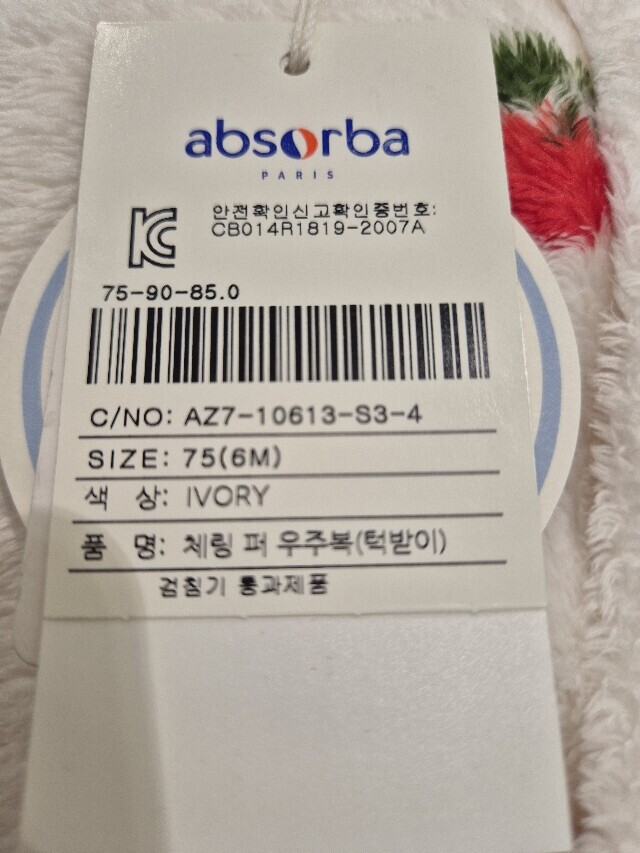 absorba
PARIS
KC
안전확인신고확인증번호:
CB014R1819-2007A
75-90-85.0
C/NO: AZ7-10613-S3-4
SIZE: 75(6M)
색 상: IVORY
품 명: 체링 퍼 우주복(턱받이)
검침기 통과제품